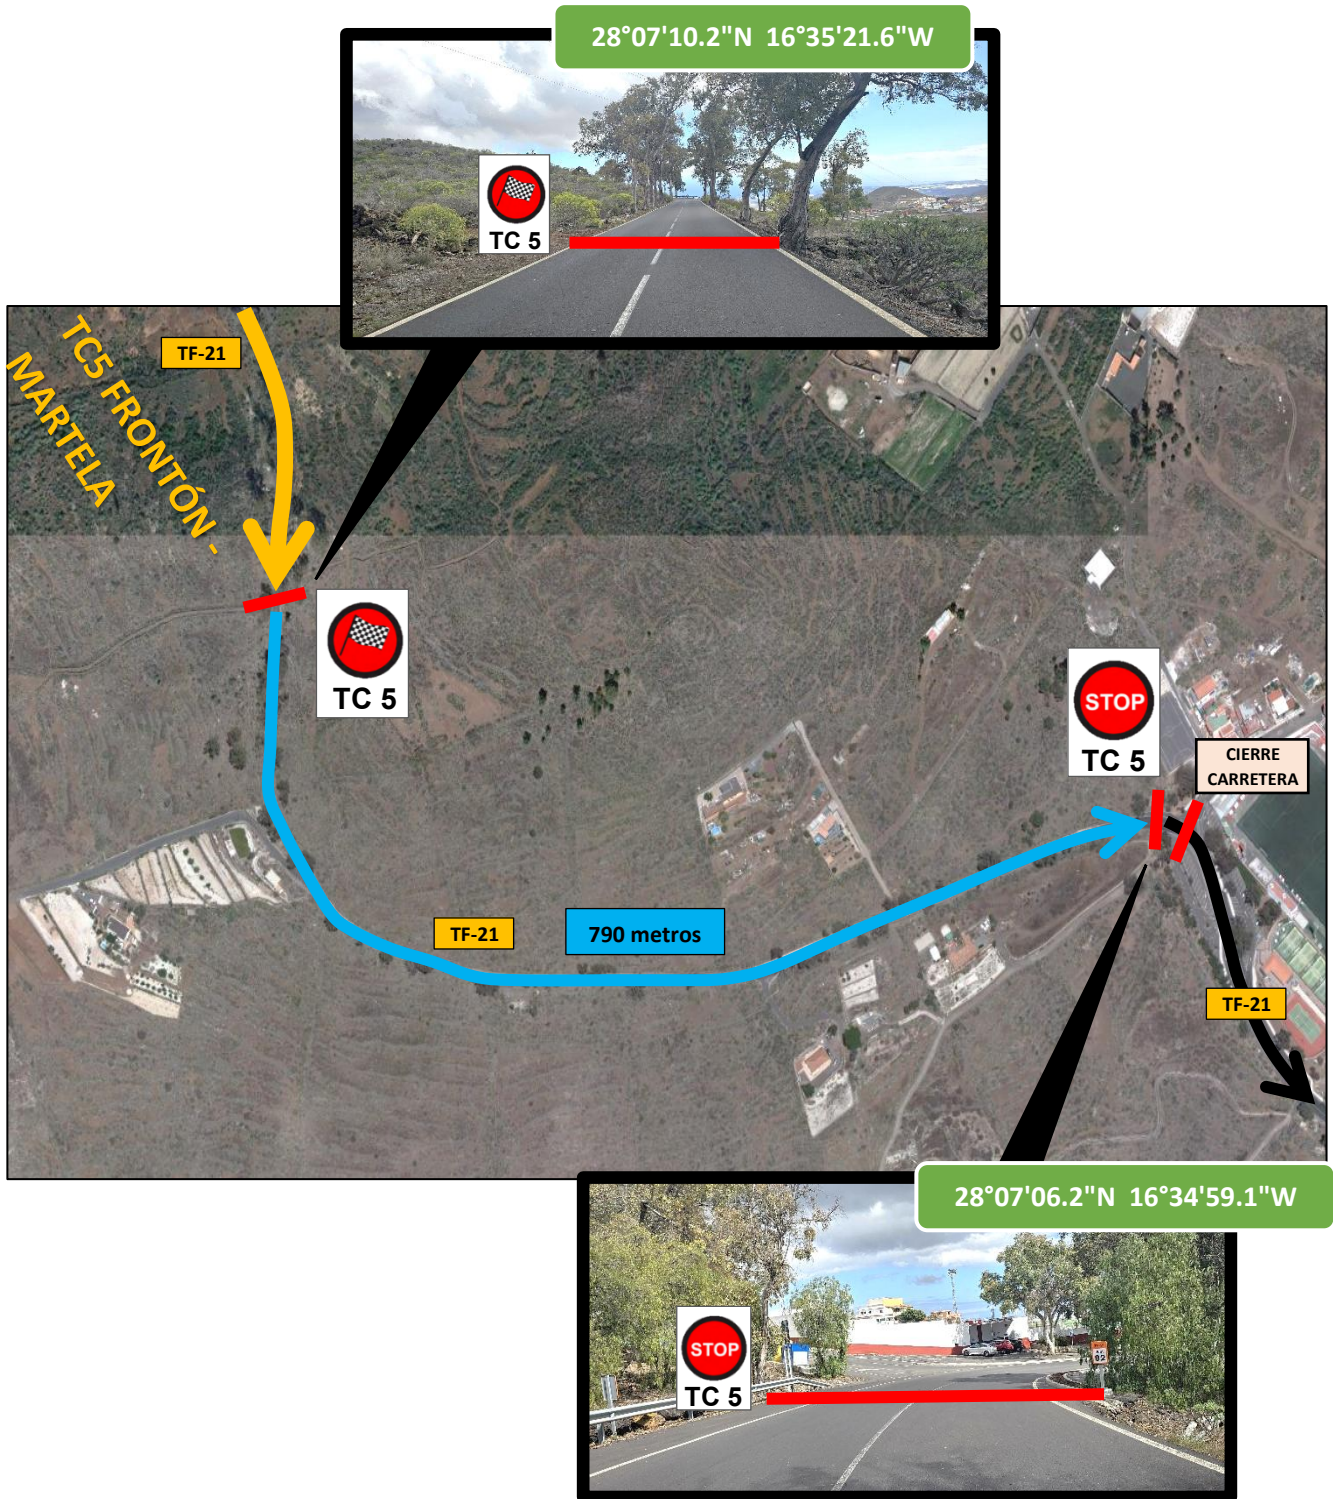 28°07'10.2"N 16°35'21.6"W
TC 5
TF-21
TC5 FRONTÓN -
MARTELA
TC 5
STOP
TC 5
CIERRE
CARRETERA
TF-21
790 metros
TF-21
28°07'06.2"N 16°34'59.1"W
STOP
TC 5
02